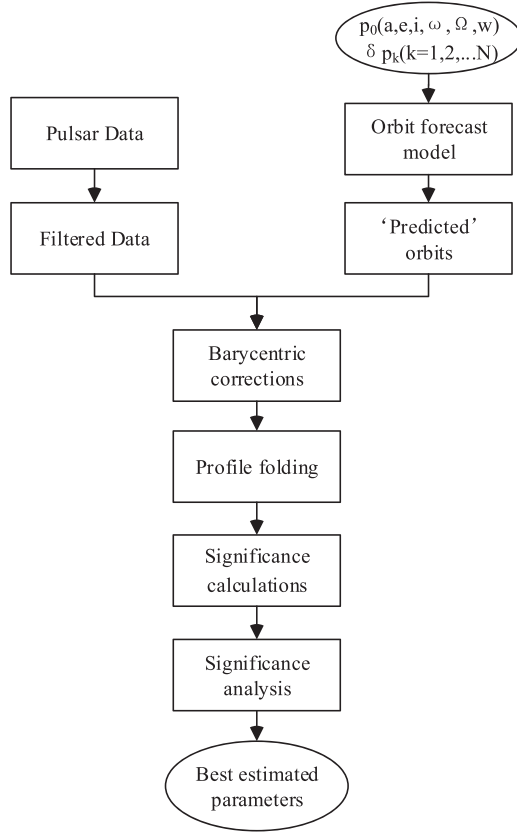 p₀(a,e,i,ω,Ω,w)
δ pₖ(k=1,2,...N)
Pulsar Data
Orbit forecast
model
Filtered Data
‘Predicted’
orbits
Barycentric
corrections
Profile folding
Significance
calculations
Significance
analysis
Best estimated
parameters